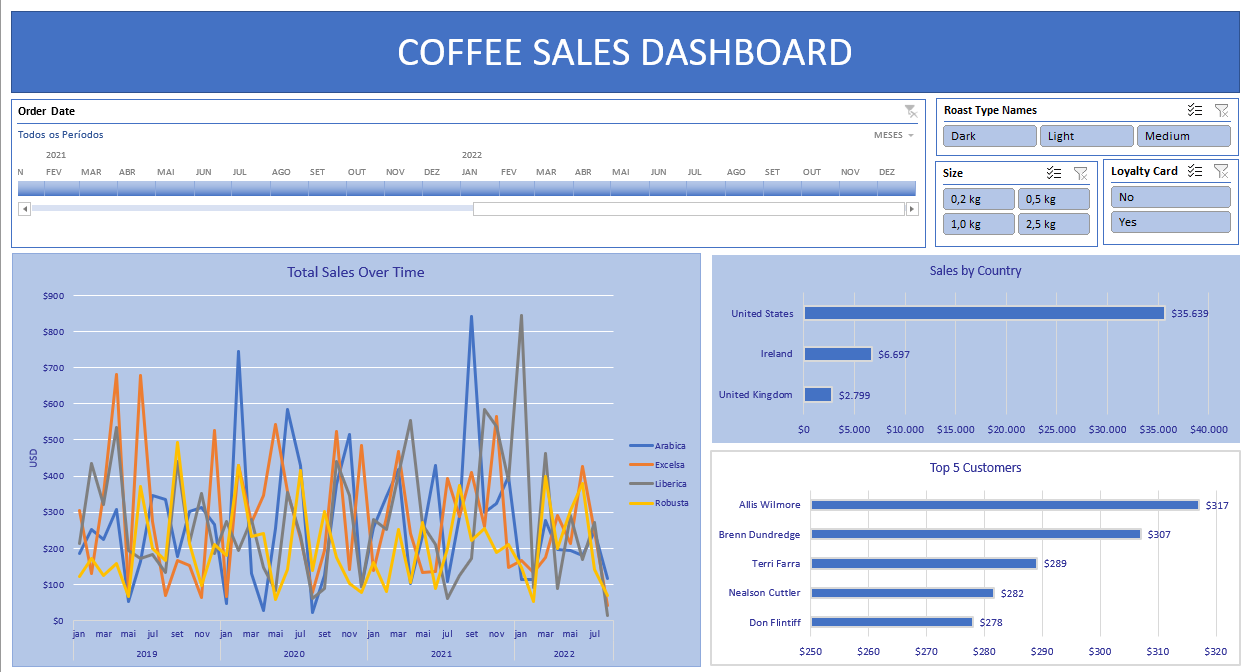 COFFEE SALES DASHBOARD
Order Date
Todos os Períodos
MESES
2021 2022
N FEV MAR ABR MAI JUN JUL AGO SET OUT NOV DEZ JAN FEV MAR ABR MAI JUN JUL AGO SET OUT NOV DEZ
Roast Type Names
Dark Light Medium
Size
0,2 kg 0,5 kg
1,0 kg 2,5 kg
Loyalty Card
No
Yes
Total Sales Over Time
$900
$800
$700
$600
$500
$400
$300
$200
$100
$0
USD
jan mar mai jul set nov jan mar mai jul set nov jan mar mai jul set nov jan mar mai jul
2019 2020 2021 2022
Arabica
Excelsa
Liberica
Robusta
Sales by Country
United States $35.639
Ireland $6.697
United Kingdom $2.799
$0 $5.000 $10.000 $15.000 $20.000 $25.000 $30.000 $35.000 $40.000
Top 5 Customers
Allis Wilmore $317
Brenn Dundredge $307
Terri Farra $289
Nealson Cuttler $282
Don Flintiff $278
$250 $260 $270 $280 $290 $300 $310 $320